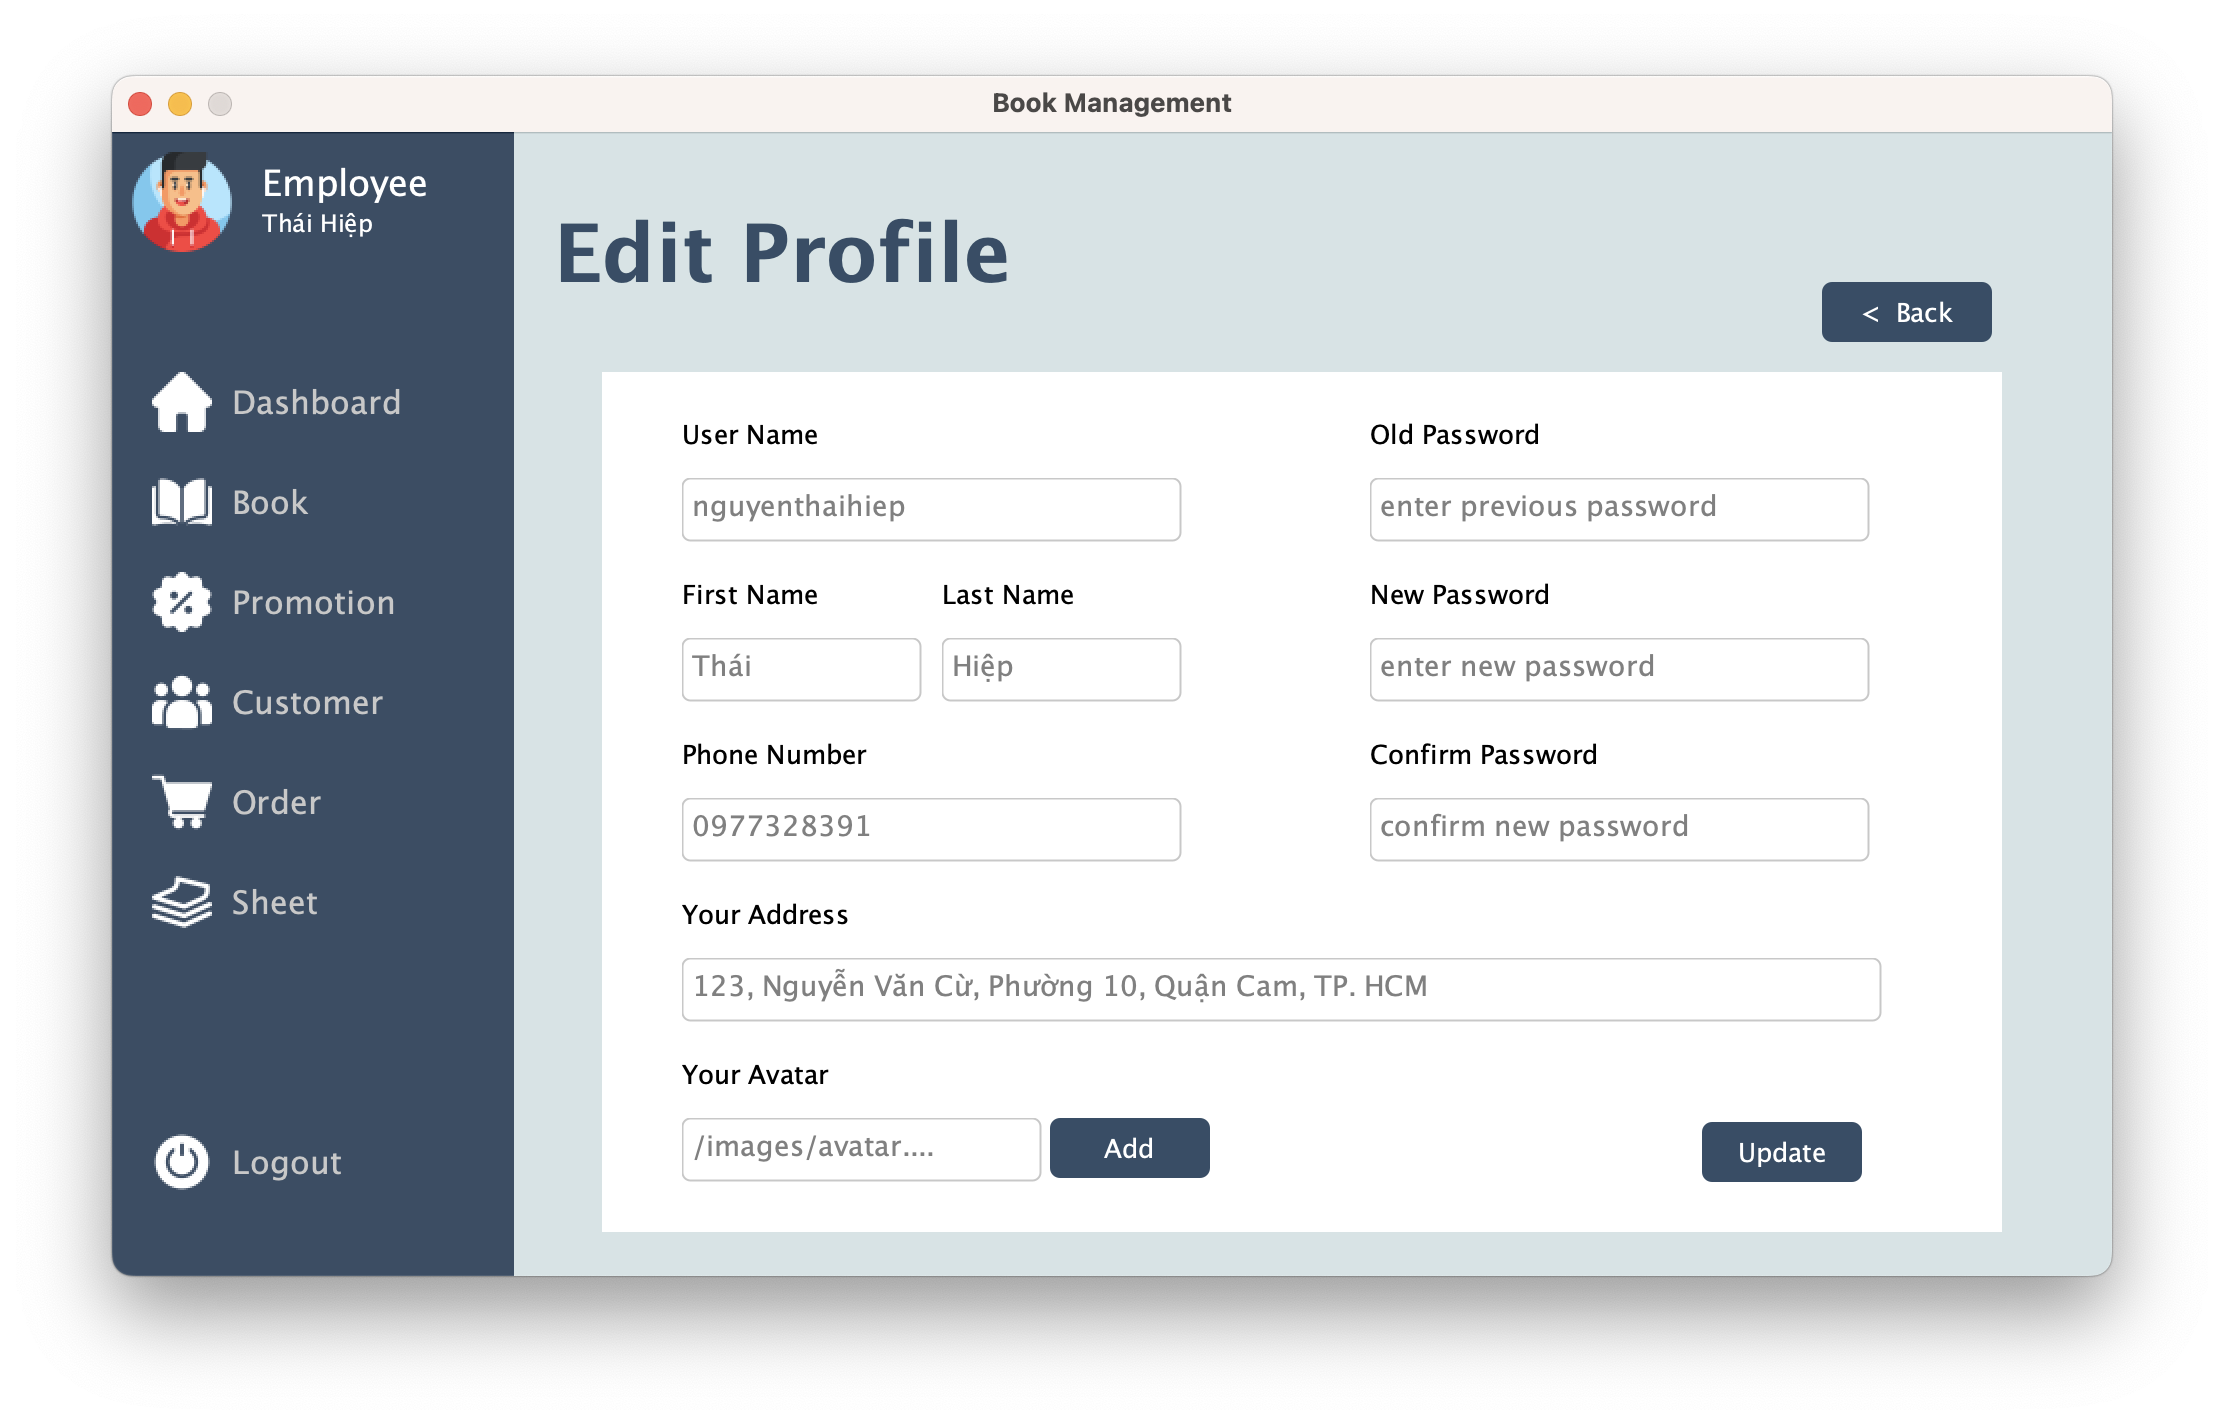 Book Management
Employee
Thái Hiệp
Dashboard
Book
Promotion
Customer
Order
Sheet
Logout
Edit Profile
< Back
User Name
nguyenthaihiep
Old Password
enter previous password
First Name
Last Name
Thái
Hiệp
New Password
enter new password
Phone Number
0977328391
Confirm Password
confirm new password
Your Address
123, Nguyễn Văn Cừ, Phường 10, Quận Cam, TP. HCM
Your Avatar
/images/avatar....
Add
Update